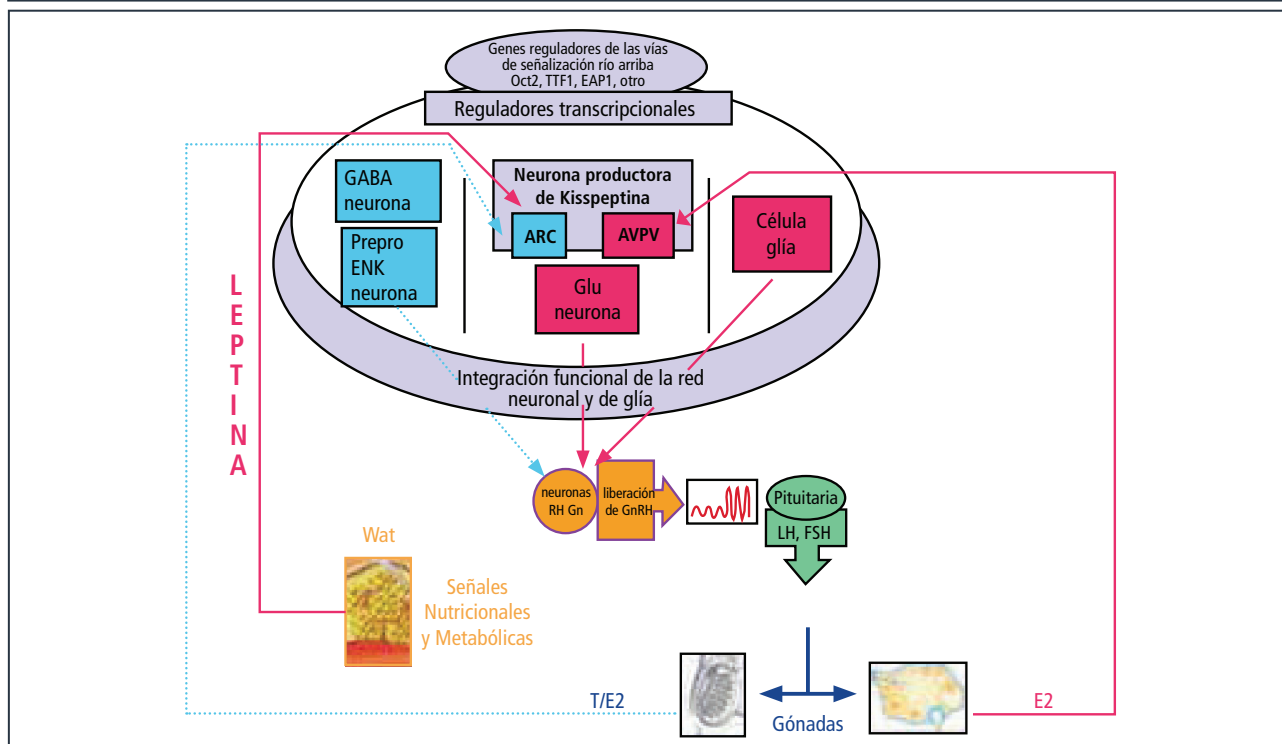 Genes reguladores de las vías
de señalización río arriba
Oct2, TTF1, EAP1, otro
Reguladores transcripcionales
GABA
neurona
Prepro
ENK
neurona
Neurona productora
de Kisspeptina
ARC
AVPV
Glu
neurona
Célula
glía
Integración funcional de la red
neuronal y de glía
LEPTINA
neuronas
RH Gn
liberación
de GnRH
Pituitaria
LH, FSH
Wat
Señales
Nutricionales
y Metabólicas
T/E2
Gónadas
E2